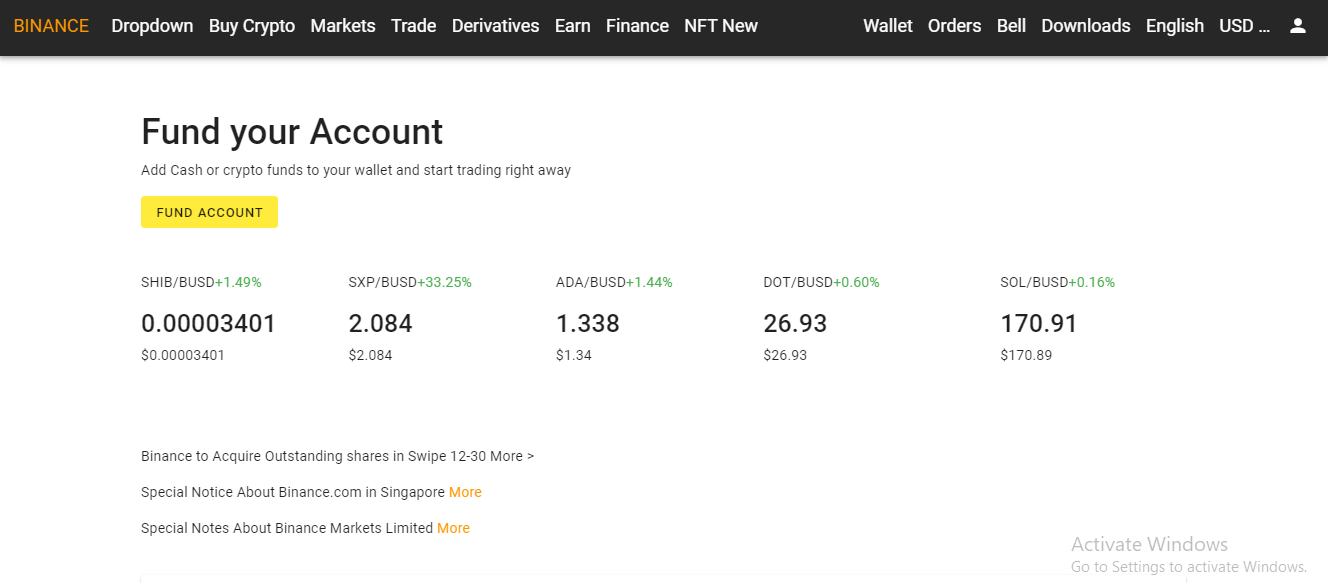 BINANCE Dropdown Buy Crypto Markets Trade Derivatives Earn Finance NFT New Wallet Orders Bell Downloads English USD ...
Fund your Account
Add Cash or crypto funds to your wallet and start trading right away
FUND ACCOUNT
SHIB/BUSD+1.49% SXP/BUSD+33.25% ADA/BUSD+1.44% DOT/BUSD+0.60% SOL/BUSD+0.16%
0.00003401 2.084 1.338 26.93 170.91
$0.00003401 $2.084 $1.34 $26.93 $170.89
Binance to Acquire Outstanding shares in Swipe 12-30 More >
Special Notice About Binance.com in Singapore More
Special Notes About Binance Markets Limited More
Activate Windows
Go to Settings to activate Windows.